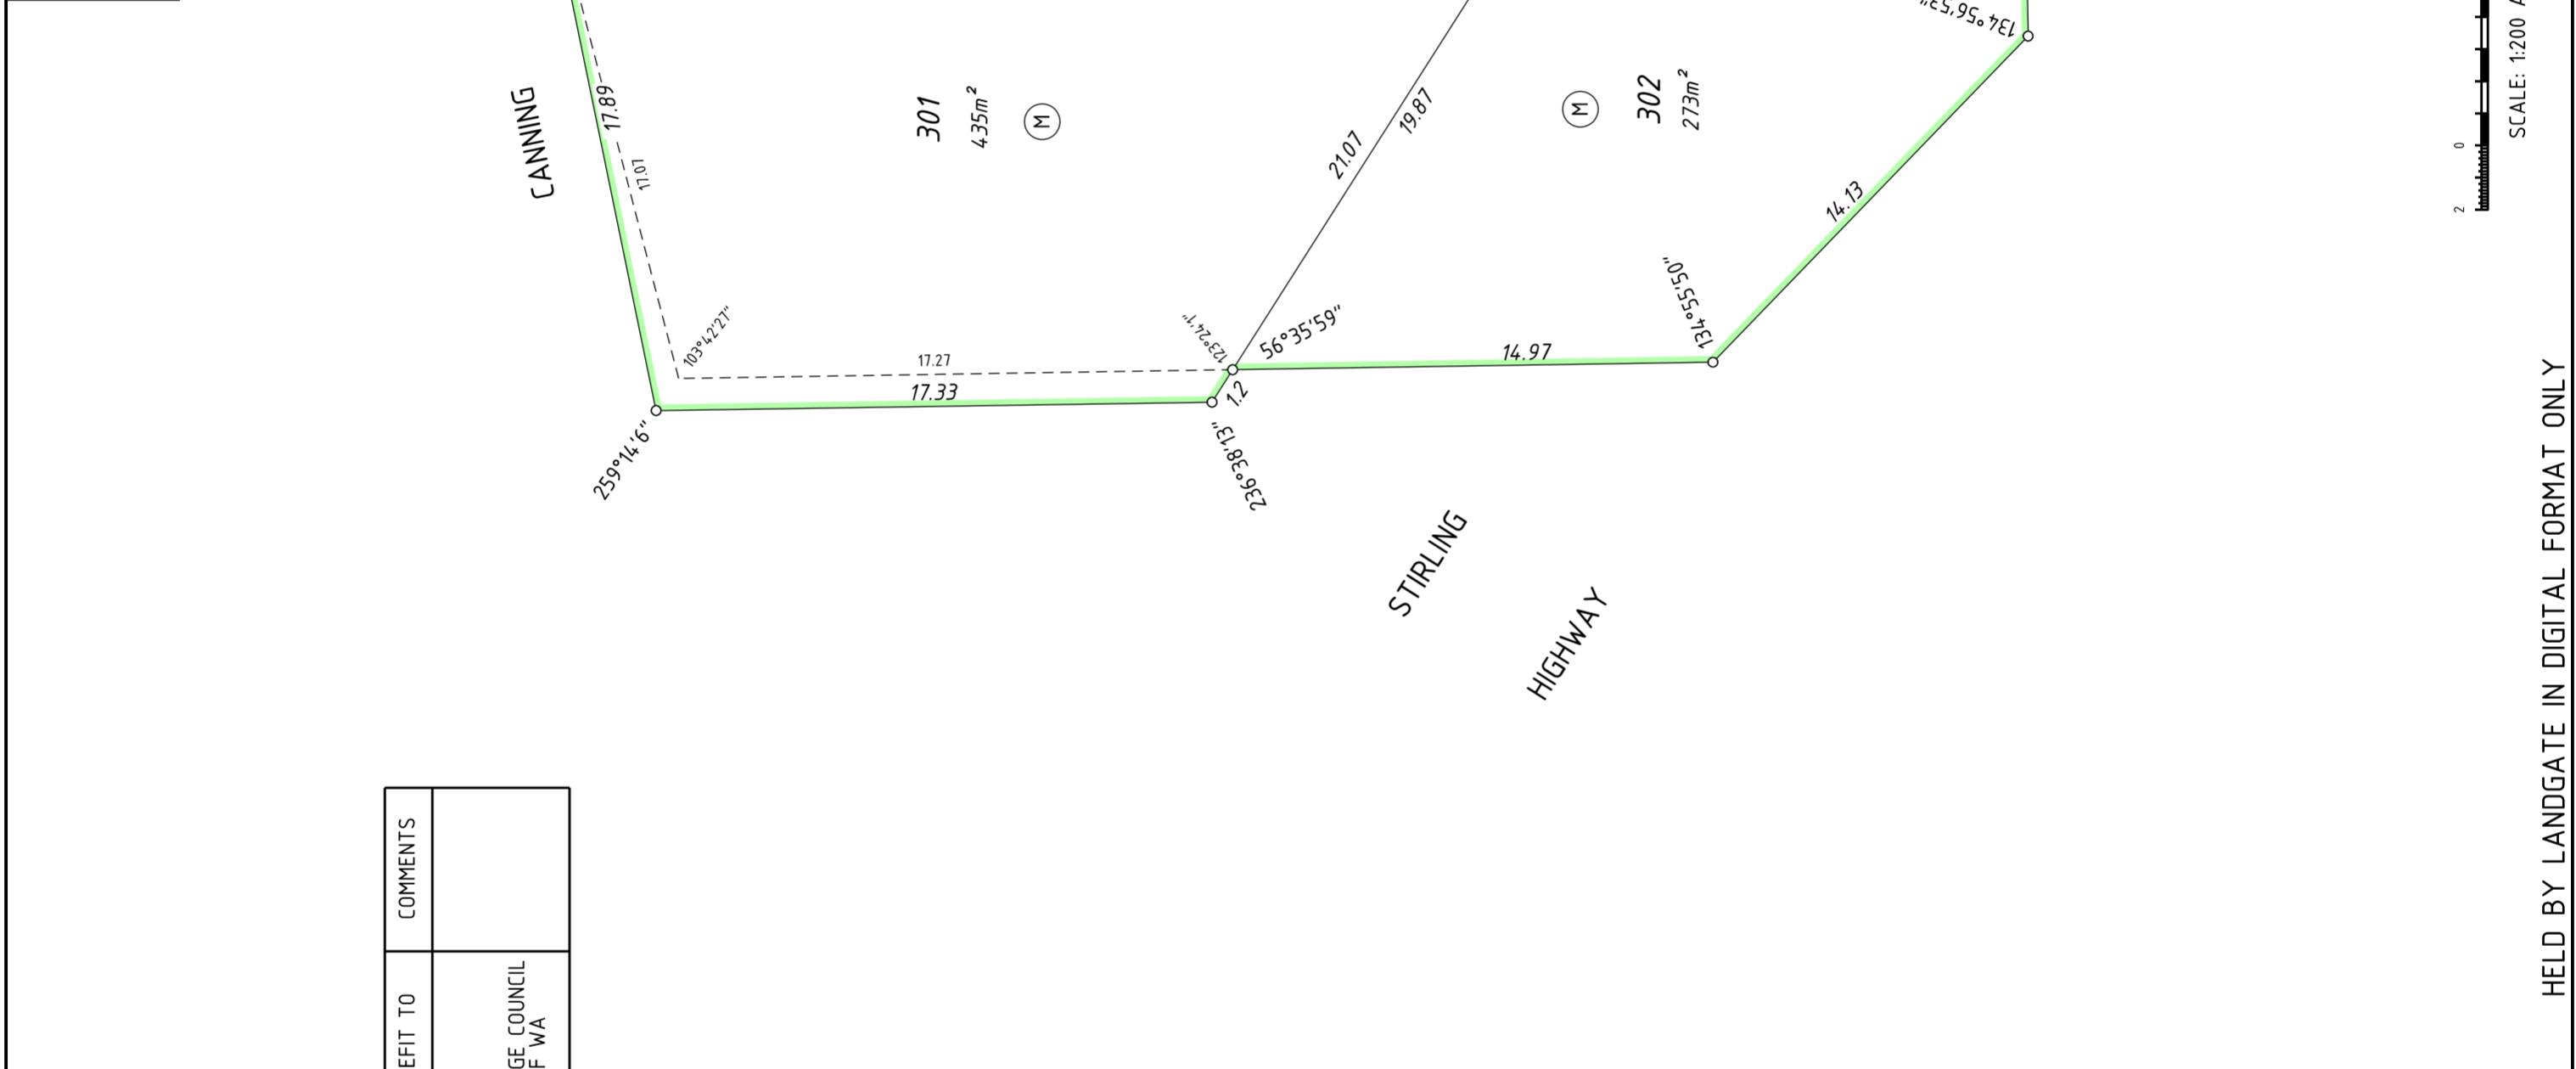 CANNING
17.89
17.07
301
435m²
M
21.07
19.87
M
302
273m²
134°56'53"
14.13
134°55'50"
103°42'27"
17.27
123°24'1"
56°35'59"
14.97
17.33
1.2
259°14'6"
236°38'13"
STIRLING
HIGHWAY
2
0
SCALE: 1:200 A
HELD BY LANDGATE IN DIGITAL FORMAT ONLY
EFIT TO
COMMENTS
GE COUNCIL
F WA